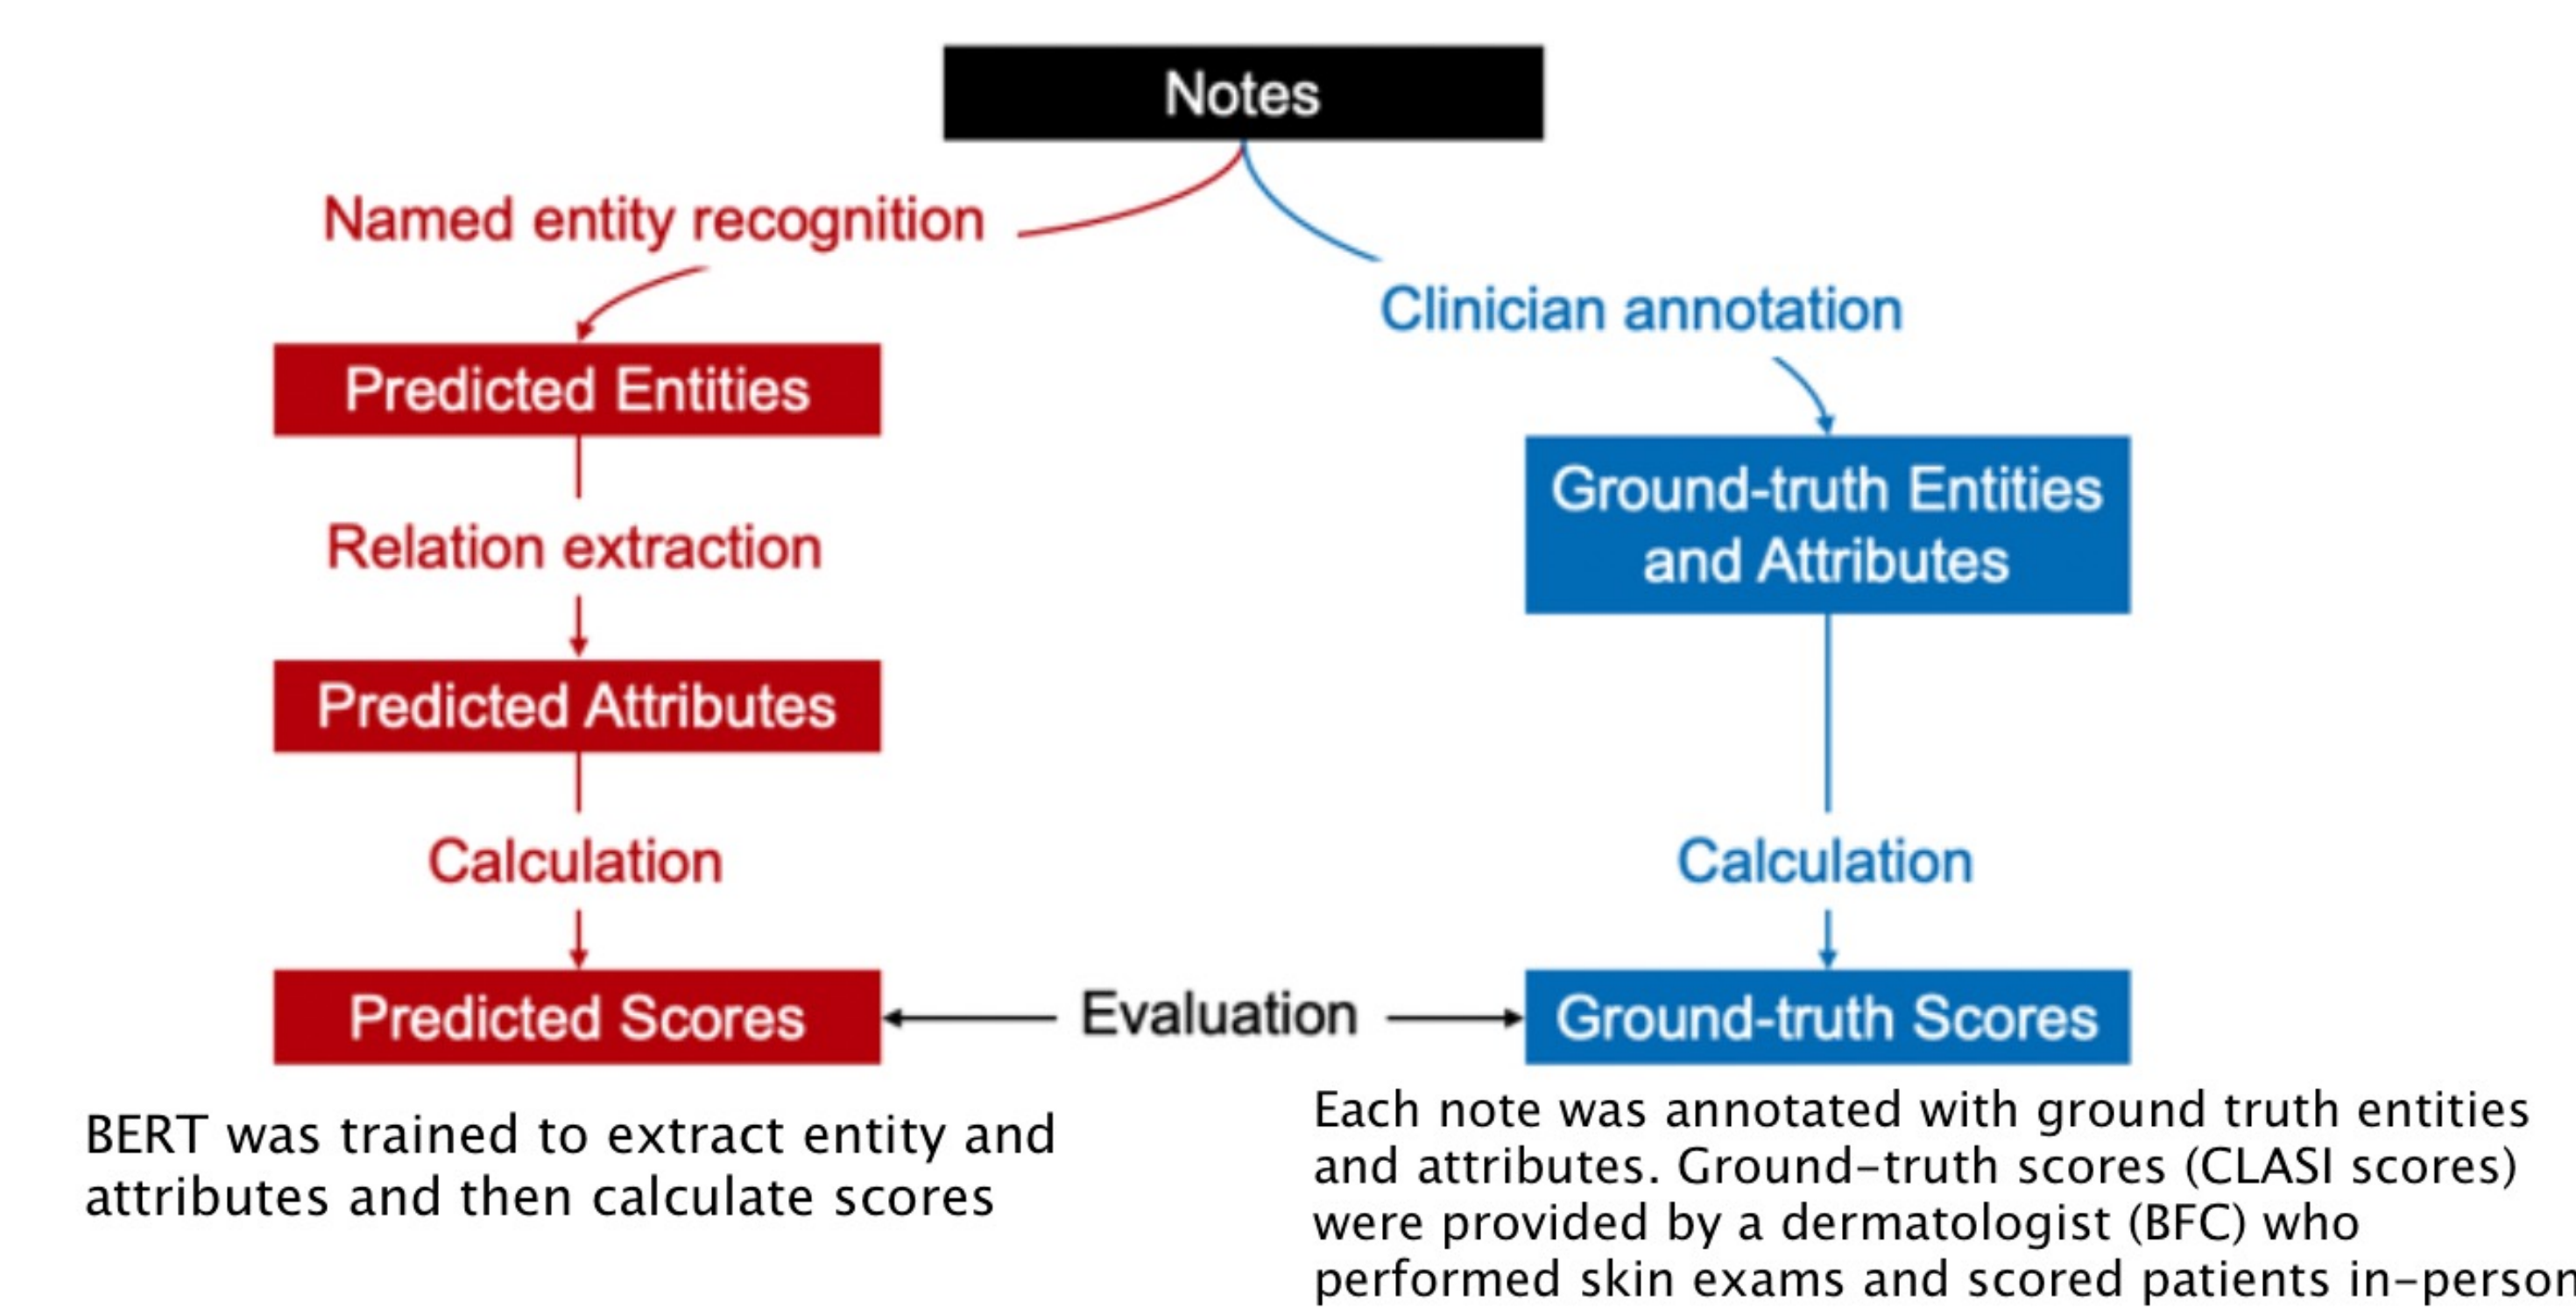 Notes
Named entity recognition
Clinician annotation
Predicted Entities
Ground-truth Entities
and Attributes
Relation extraction
Predicted Attributes
Calculation
Calculation
Predicted Scores
Evaluation
Ground-truth Scores
BERT was trained to extract entity and
attributes and then calculate scores
Each note was annotated with ground truth entities
and attributes. Ground-truth scores (CLASI scores)
were provided by a dermatologist (BFC) who
performed skin exams and scored patients in-person